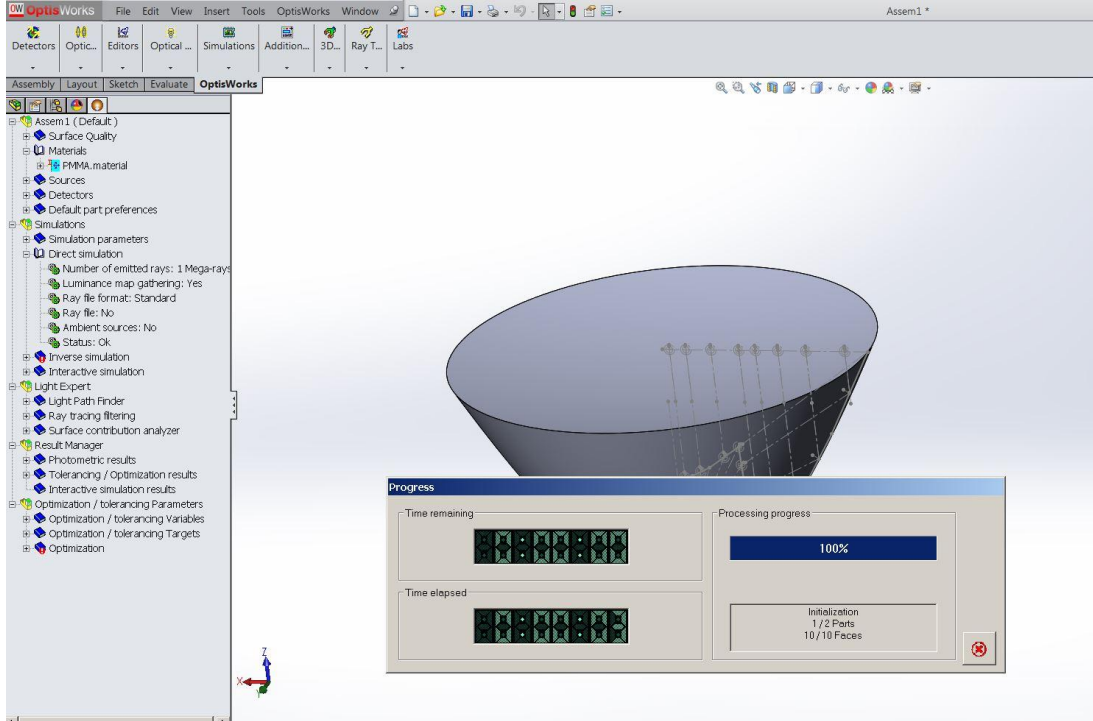 OW OptisWorks File Edit View Insert Tools OptisWorks Window Assem1 *
Detectors Optic... Editors Optical ... Simulations Addition... 3D... Ray T... Labs
Assembly Layout Sketch Evaluate OptisWorks
Assem1 ( Default )
Surface Quality
Materials
PMMA.material
Sources
Detectors
Default part preferences
Simulations
Simulation parameters
Direct simulation
Number of emitted rays: 1 Mega-rays
Luminance map gathering: Yes
Ray file format: Standard
Ray file: No
Ambient sources: No
Status: Ok
Inverse simulation
Interactive simulation
Light Expert
Light Path Finder
Ray tracing filtering
Surface contribution analyzer
Result Manager
Photometric results
Tolerancing / Optimization results
Interactive simulation results
Optimization / tolerancing Parameters
Optimization / tolerancing Variables
Optimization / tolerancing Targets
Optimization
Progress
Time remaining
Processing progress
100%
Time elapsed
Initialization
1 / 2 Parts
10 / 10 Faces
Z
X
Y